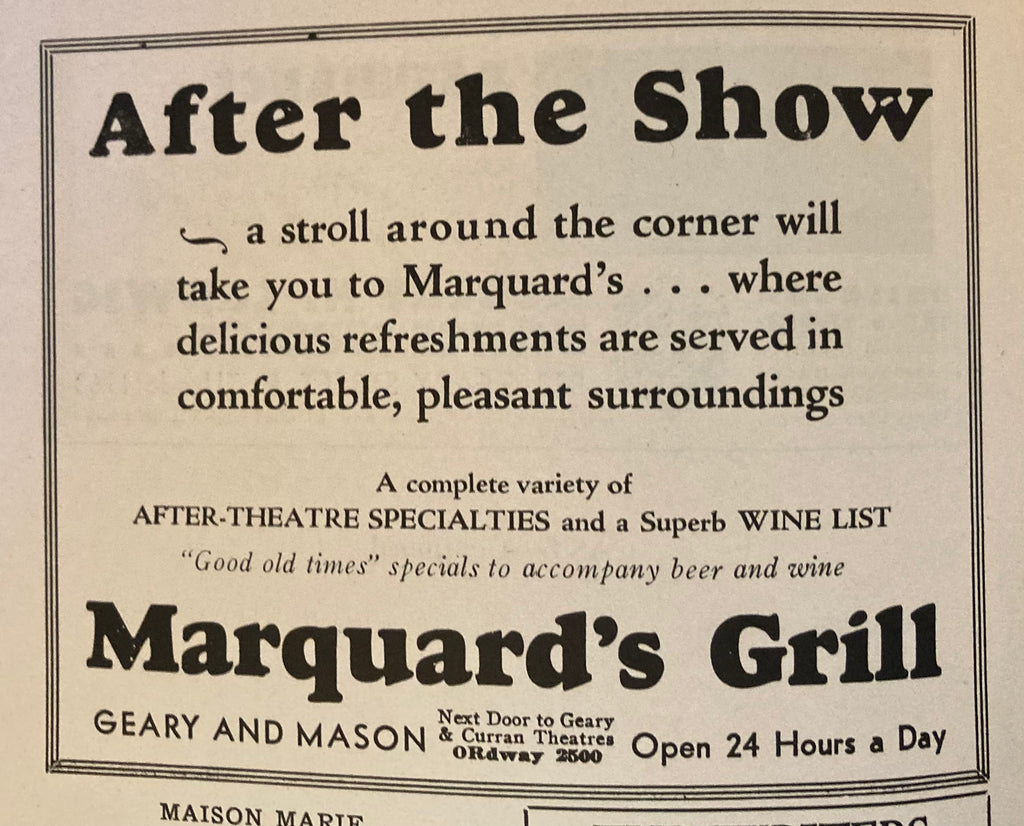 After the Show
a stroll around the corner will
take you to Marquard's . . . where
delicious refreshments are served in
comfortable, pleasant surroundings
A complete variety of
AFTER-THEATRE SPECIALTIES and a Superb WINE LIST
"Good old times" specials to accompany beer and wine
Marquard's Grill
GEARY AND MASON
Next Door to Geary
& Curran Theatres
ORdway 2500
Open 24 Hours a Day
MAISON MARIE